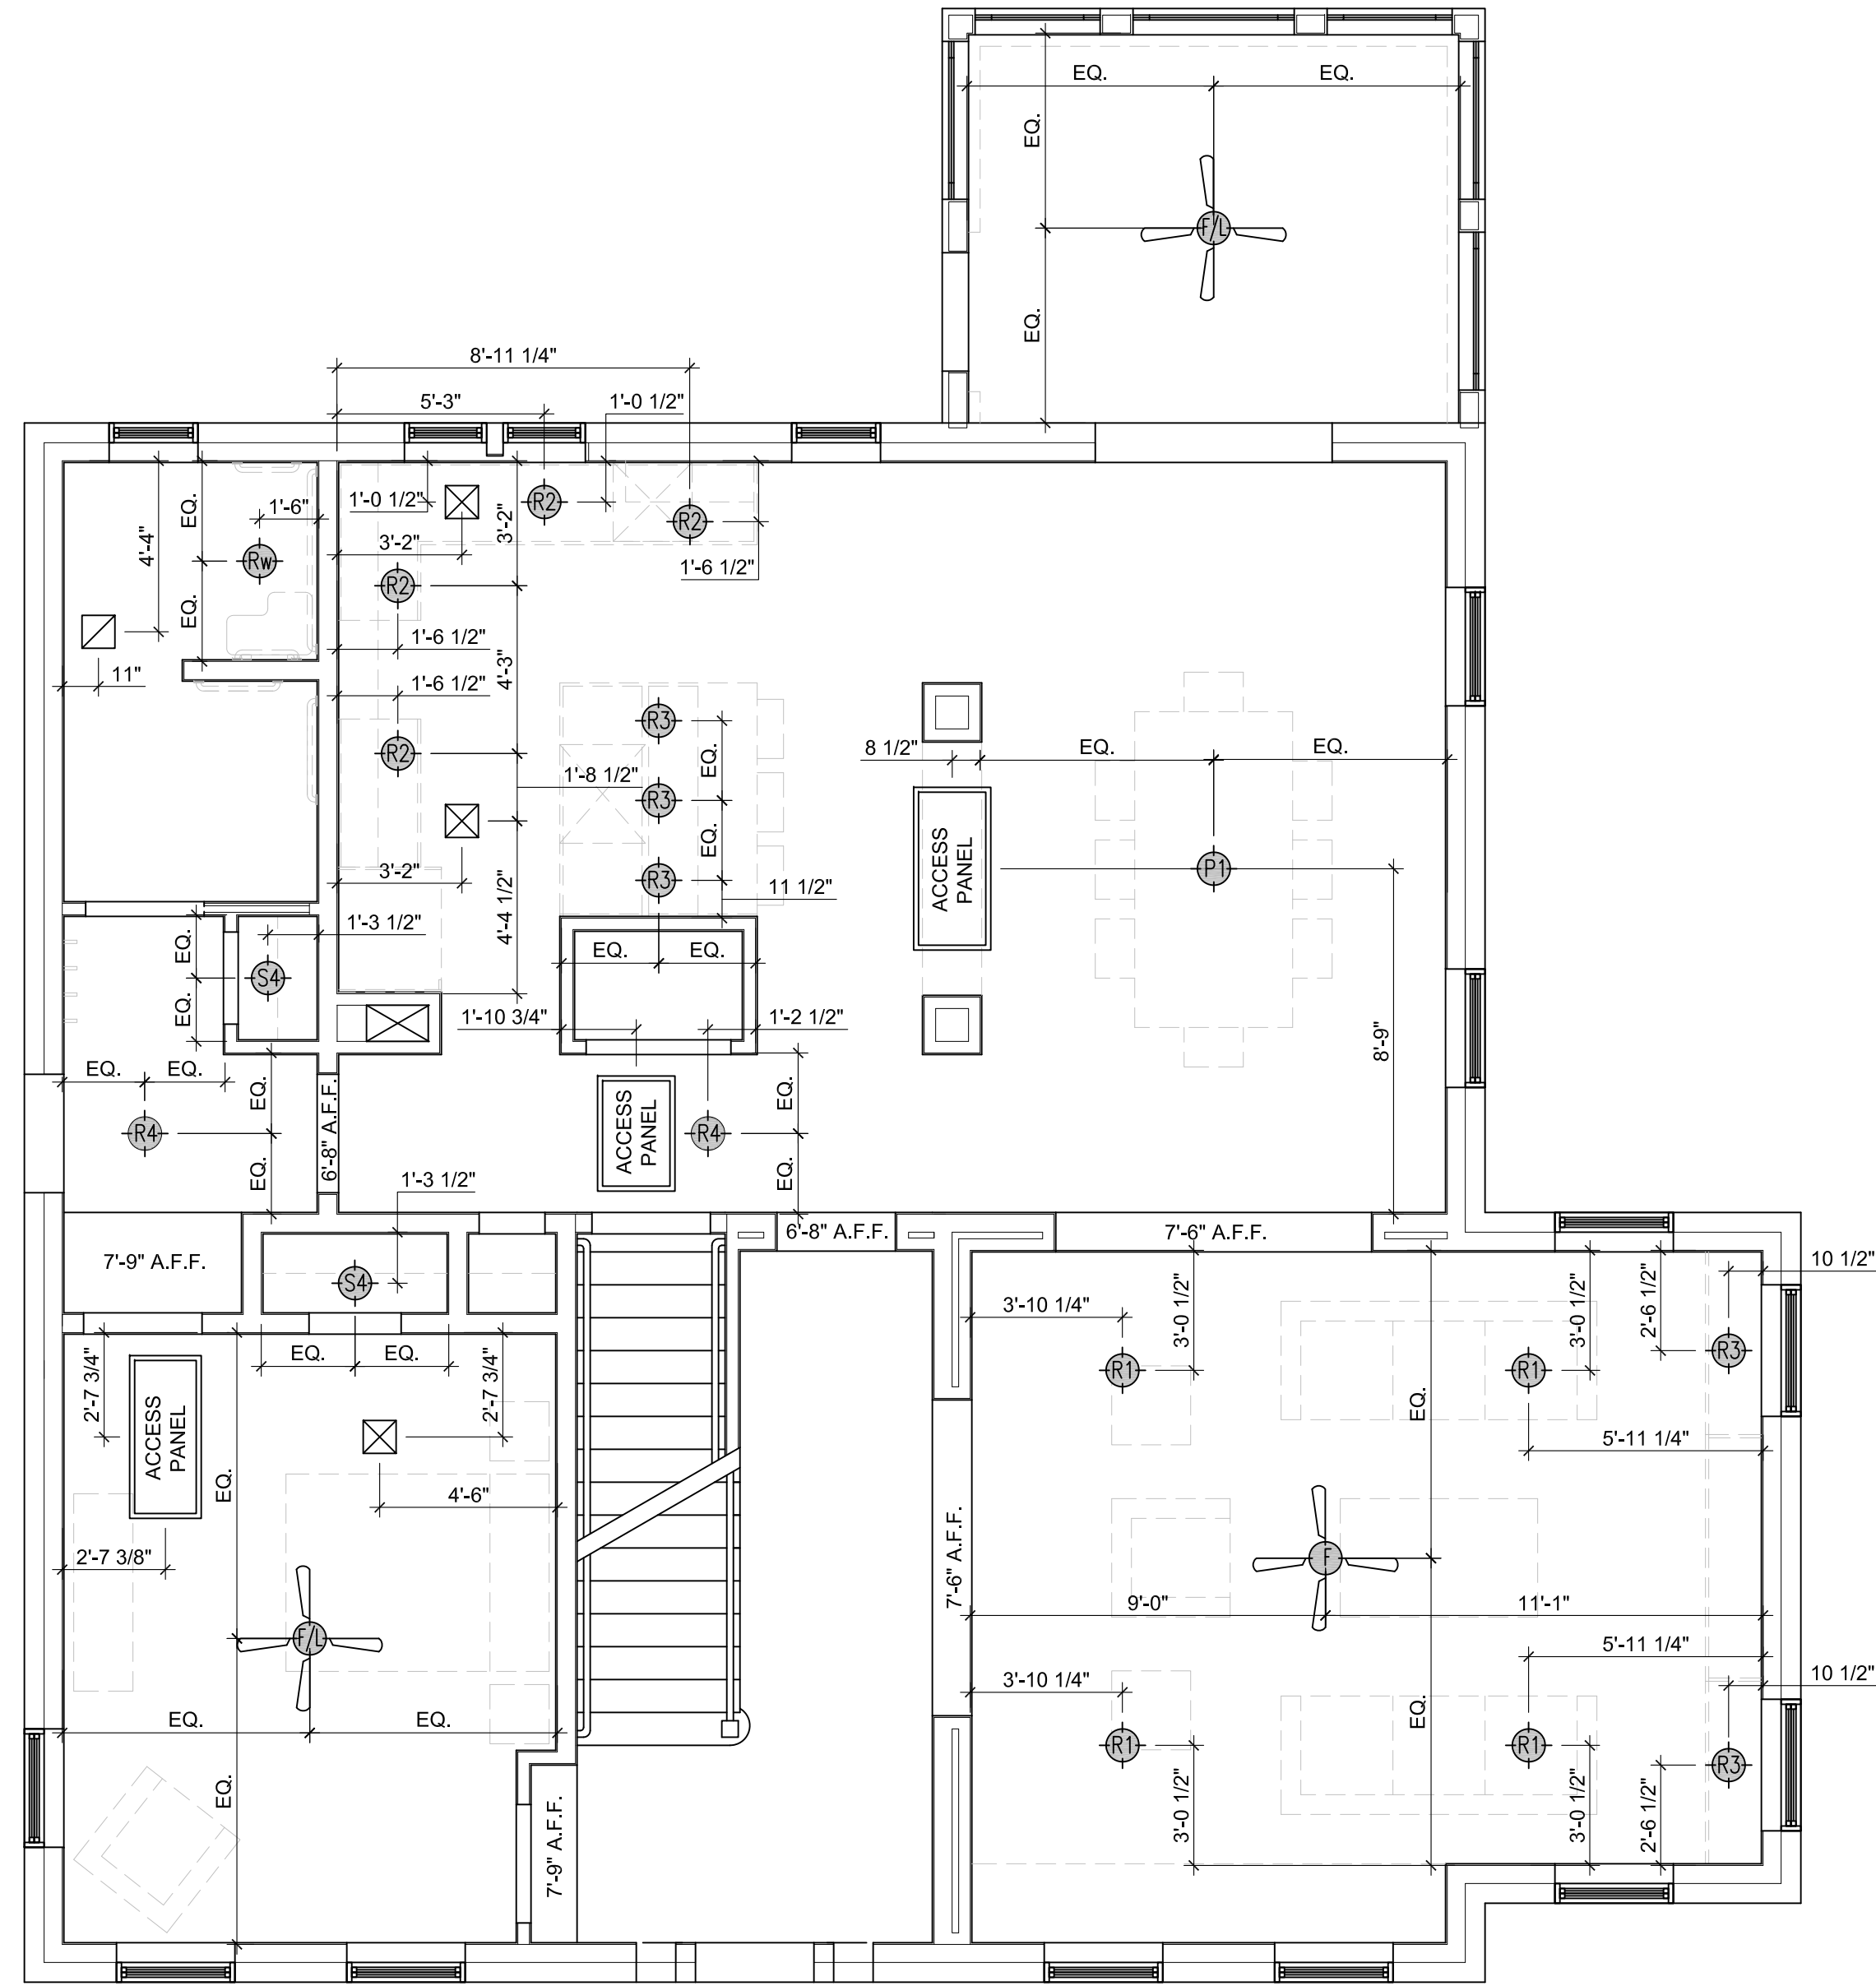 EQ.
EQ.
EQ.
F/L
EQ.
8'-11 1/4"
5'-3"
1'-0 1/2"
EQ.
1'-6"
1'-0 1/2"
R2
3'-2"
R2
4'-4"
3'-2"
Rw
1'-6 1/2"
R2
EQ.
1'-6 1/2"
4'-3"
11"
1'-6 1/2"
R3
R2
8 1/2"
EQ.
EQ.
EQ.
1'-8 1/2"
R3
EQ.
ACCESS
PANEL
P1
3'-2"
R3
11 1/2"
4'-4 1/2"
1'-3 1/2"
EQ.
EQ.
EQ.
S4
EQ.
1'-10 3/4"
1'-2 1/2"
8'-9"
EQ.
EQ.
EQ.
EQ.
6'-8" A.F.F.
ACCESS
PANEL
R4
R4
EQ.
EQ.
1'-3 1/2"
7'-9" A.F.F.
6'-8" A.F.F.
7'-6" A.F.F.
S4
10 1/2"
3'-10 1/4"
3'-0 1/2"
3'-0 1/2"
2'-6 1/2"
EQ.
EQ.
R3
2'-7 3/4"
2'-7 3/4"
R1
R1
EQ.
ACCESS
PANEL
5'-11 1/4"
EQ.
4'-6"
7'-6" A.F.F.
2'-7 3/8"
F
9'-0"
11'-1"
F/L
5'-11 1/4"
3'-10 1/4"
10 1/2"
EQ.
EQ.
EQ.
R1
R1
R3
EQ.
3'-0 1/2"
3'-0 1/2"
2'-6 1/2"
7'-9" A.F.F.